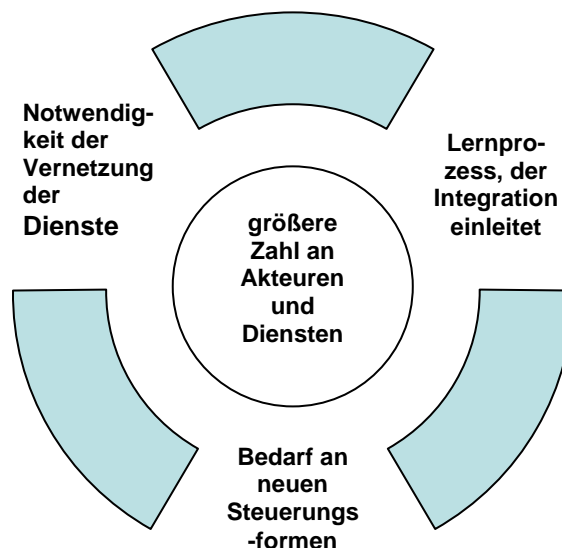 Notwendig-
keit der
Vernetzung
der
Dienste
Lernpro-
zess, der
Integration
einleitet
größere
Zahl an
Akteuren
und
Diensten
Bedarf an
neuen
Steuerungs
-formen